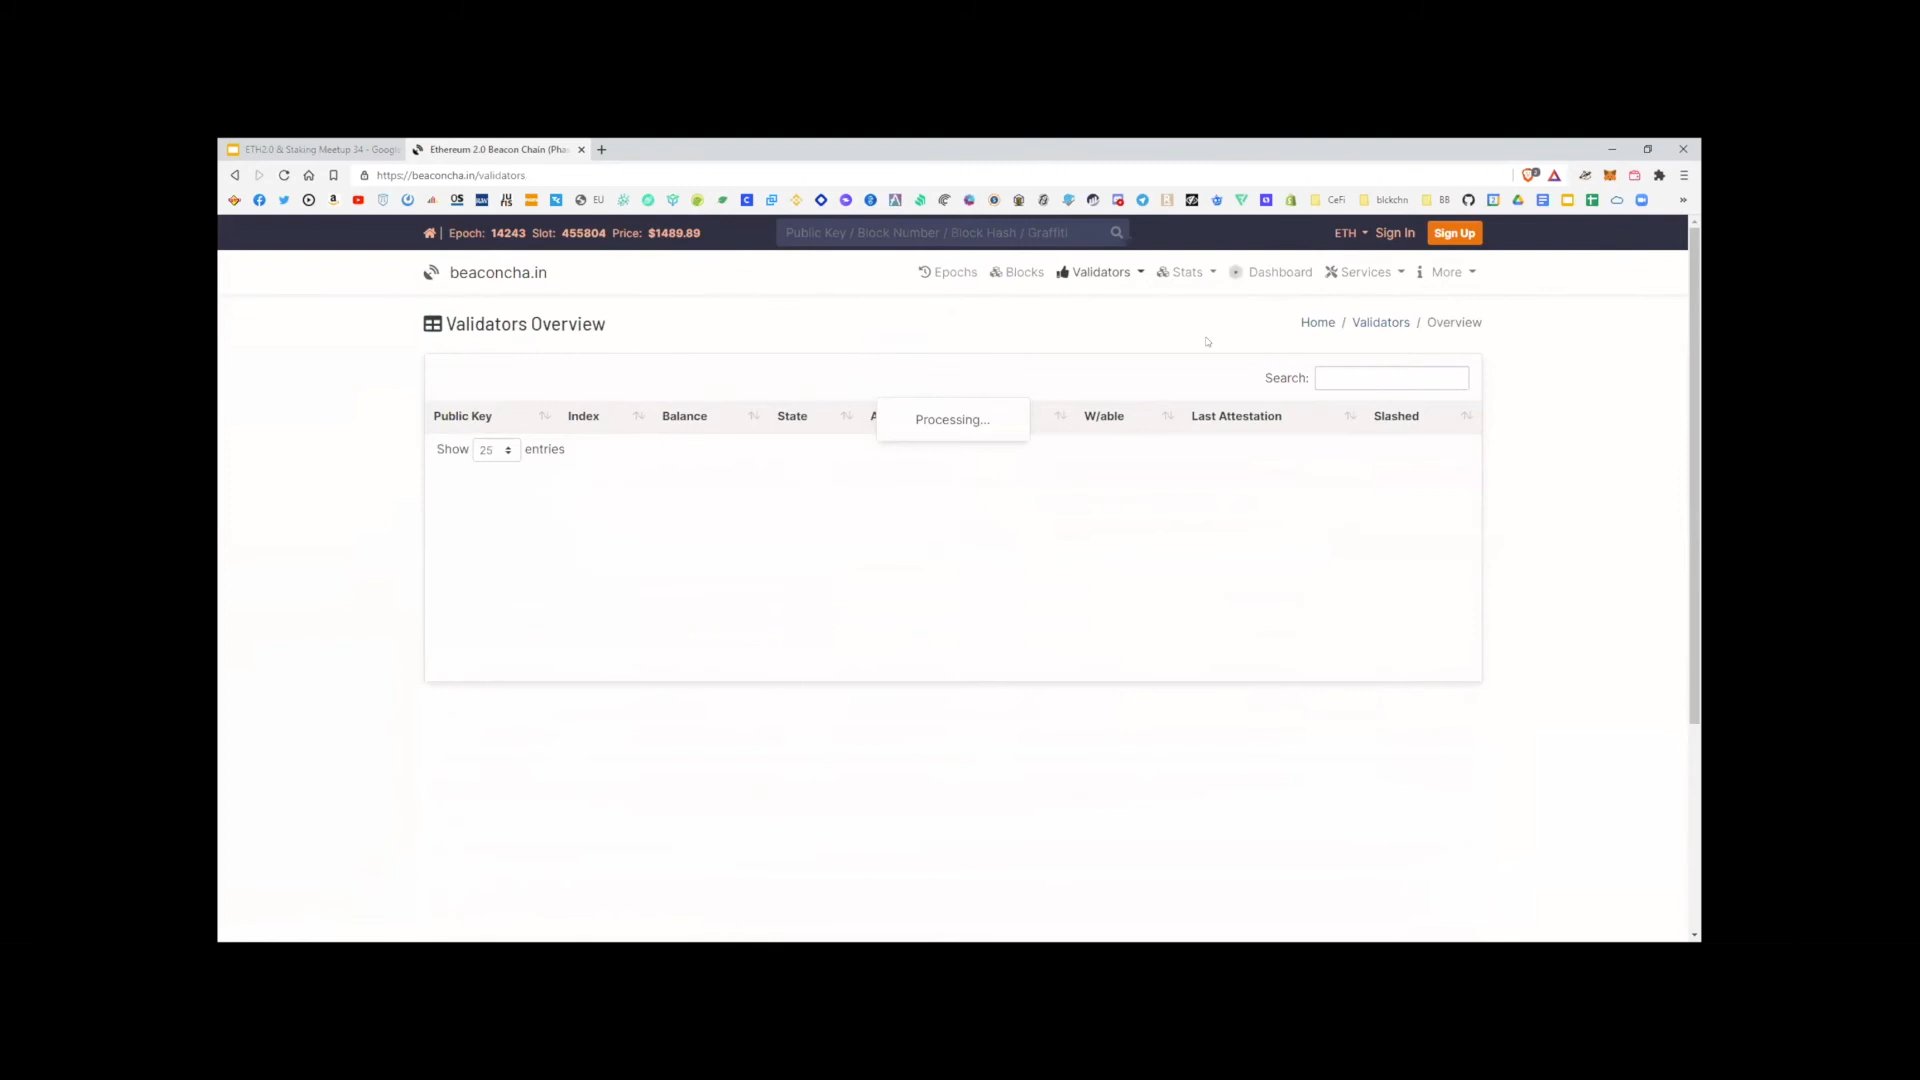 ETH2.0 & Staking Meetup 34 - Google
Ethereum 2.0 Beacon Chain (Pha
https://beaconcha.in/validators
EU
CeFi
blckchn
BB
Epoch: 14243 Slot: 455804 Price: $1489.89
Public Key / Block Number / Block Hash / Graffiti
ETH
Sign In
Sign Up
beaconcha.in
Epochs
Blocks
Validators
Stats
Dashboard
Services
More
Validators Overview
Home / Validators / Overview
Search:
Public Key
Index
Balance
State
A
Processing...
W/able
Last Attestation
Slashed
Show 25 entries